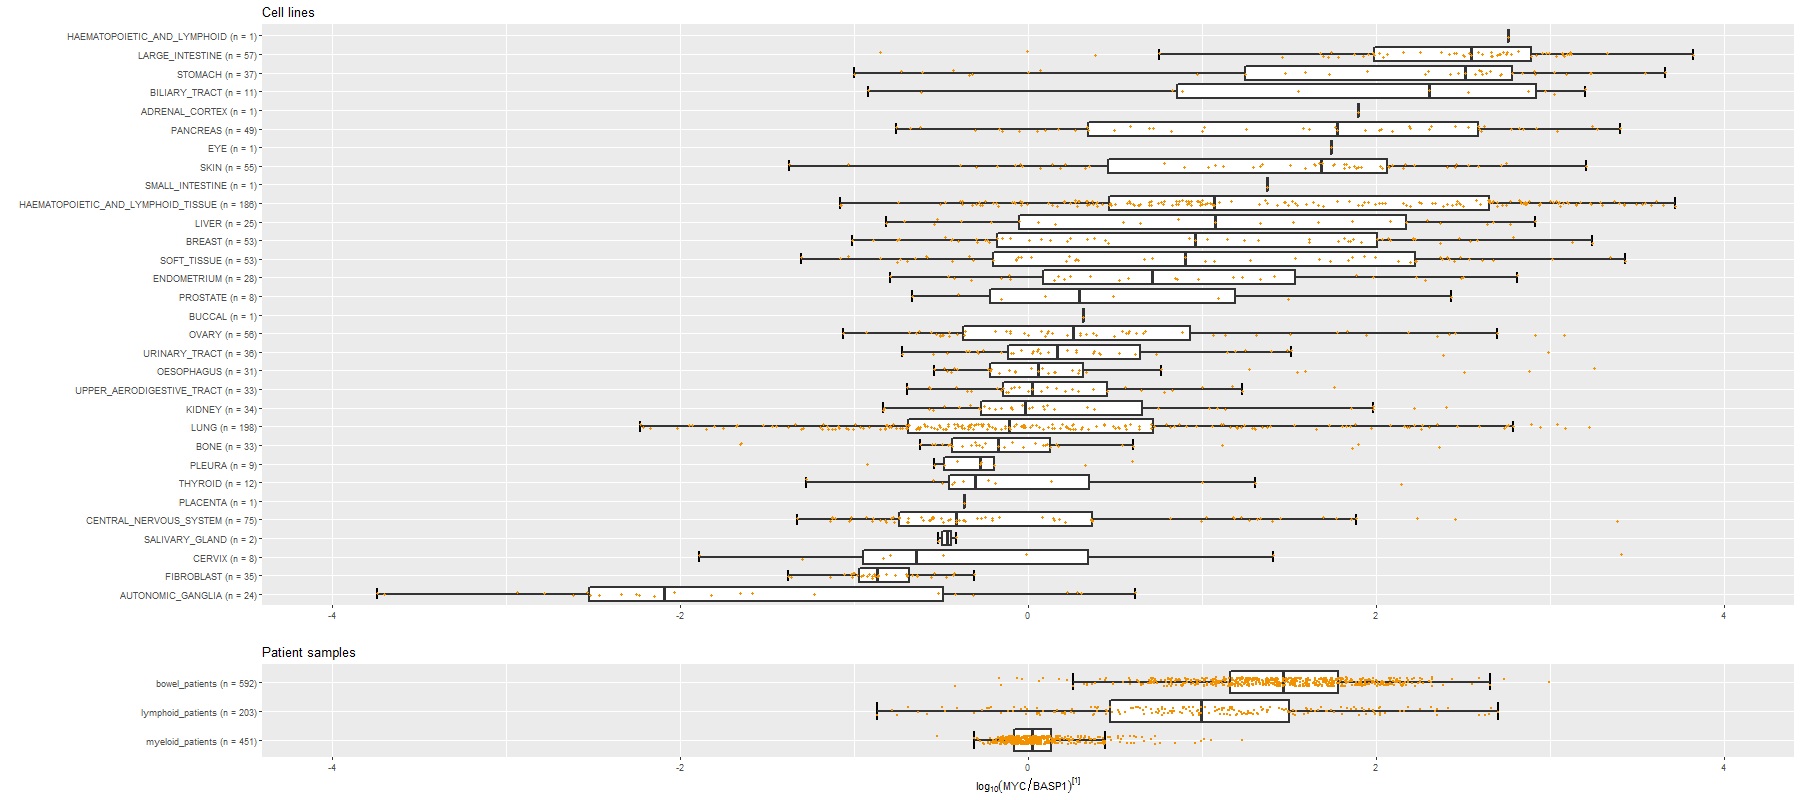 Cell lines
HAEMATOPOIETIC_AND_LYMPHOID (n = 1)
LARGE_INTESTINE (n = 57)
STOMACH (n = 37)
BILIARY_TRACT (n = 11)
ADRENAL_CORTEX (n = 1)
PANCREAS (n = 49)
EYE (n = 1)
SKIN (n = 55)
SMALL_INTESTINE (n = 1)
HAEMATOPOIETIC_AND_LYMPHOID_TISSUE (n = 186)
LIVER (n = 25)
BREAST (n = 53)
SOFT_TISSUE (n = 53)
ENDOMETRIUM (n = 28)
PROSTATE (n = 8)
BUCCAL (n = 1)
OVARY (n = 56)
URINARY_TRACT (n = 36)
OESOPHAGUS (n = 31)
UPPER_AERODIGESTIVE_TRACT (n = 33)
KIDNEY (n = 34)
LUNG (n = 198)
BONE (n = 33)
PLEURA (n = 9)
THYROID (n = 12)
PLACENTA (n = 1)
CENTRAL_NERVOUS_SYSTEM (n = 75)
SALIVARY_GLAND (n = 2)
CERVIX (n = 8)
FIBROBLAST (n = 35)
AUTONOMIC_GANGLIA (n = 24)
-4 -2 0 2 4
Patient samples
bowel_patients (n = 592)
lymphoid_patients (n = 203)
myeloid_patients (n = 451)
-4 -2 0 2 4
log10(MYC/BASP1)[1]